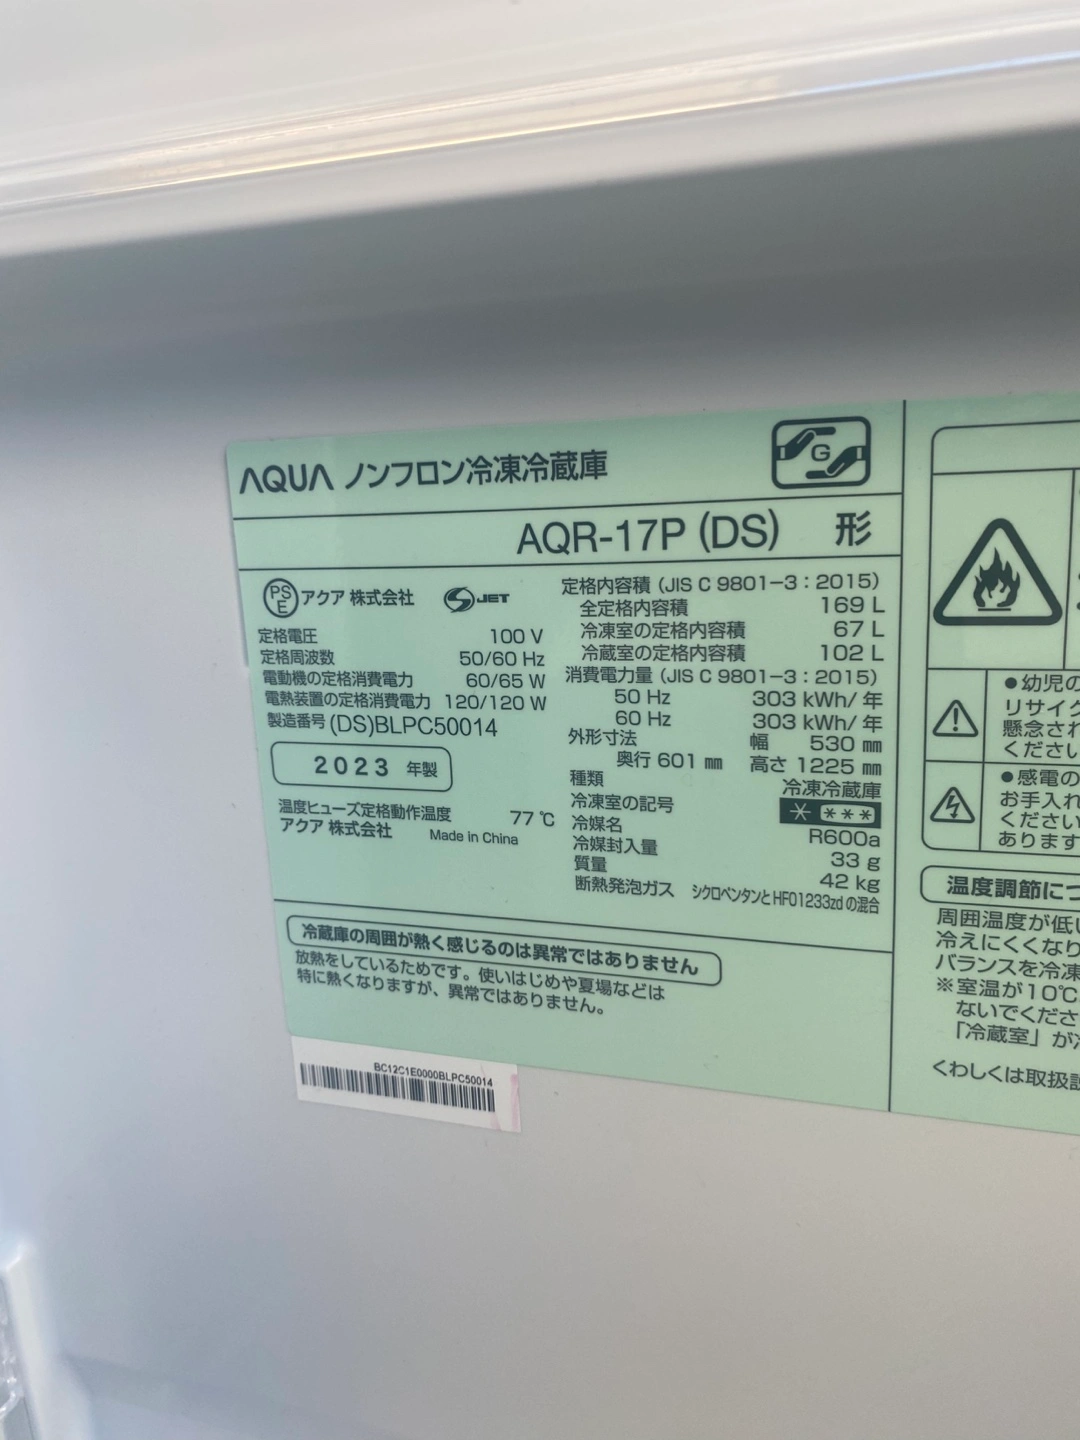 AQUA ノンフロン冷凍冷蔵庫
G
AQR-17P (DS) 形
PS
E
アクア 株式会社
S JET
定格電圧 100 V
定格周波数 50/60 Hz
電動機の定格消費電力 60/65 W
電熱装置の定格消費電力 120/120 W
製造番号 (DS)BLPC50014
2023 年製
温度ヒューズ定格動作温度 77 ℃
アクア 株式会社 Made in China
定格内容積 (JIS C 9801-3：2015)
全定格内容積 169 L
冷凍室の定格内容積 67 L
冷蔵室の定格内容積 102 L
消費電力量 (JIS C 9801-3：2015)
50 Hz 303 kWh/ 年
60 Hz 303 kWh/ 年
外形寸法 幅 530 ㎜
奥行 601 ㎜ 高さ 1225 ㎜
種類 冷凍冷蔵庫
冷凍室の記号 * ***
冷媒名 R600a
冷媒封入量 33 g
質量 42 kg
断熱発泡ガス シクロペンタンとHFO1233zdの混合
冷蔵庫の周囲が熱く感じるのは異常ではありません
放熱をしているためです。使いはじめや夏場などは
特に熱くなりますが、異常ではありません。
BC12C1E0000BLPC50014
●幼児の
リサイク
懸念され
ください
●感電の
お手入れ
ください
あります
温度調節につ
周囲温度が低い
冷えにくくなり
バランスを冷凍
※室温が10℃
ないでくださ
「冷蔵室」が冷
くわしくは取扱説